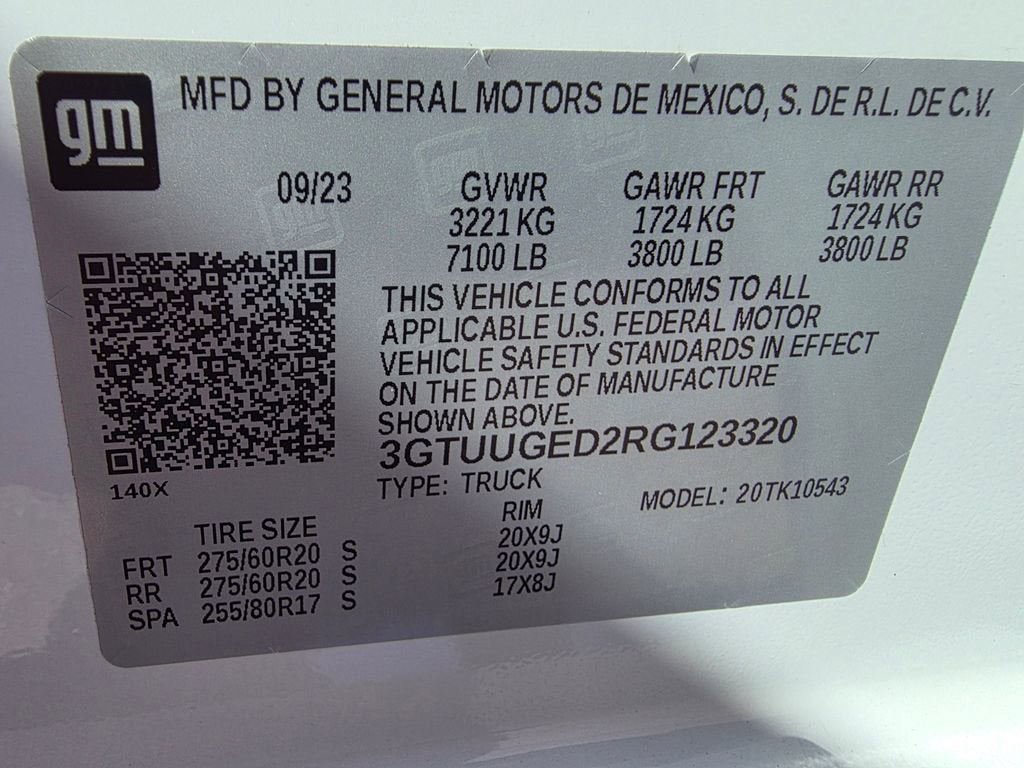 gm
MFD BY GENERAL MOTORS DE MEXICO, S. DE R.L. DE C.V.
09/23 GVWR GAWR FRT GAWR RR
3221 KG 1724 KG 1724 KG
7100 LB 3800 LB 3800 LB
THIS VEHICLE CONFORMS TO ALL
APPLICABLE U.S. FEDERAL MOTOR
VEHICLE SAFETY STANDARDS IN EFFECT
ON THE DATE OF MANUFACTURE
SHOWN ABOVE.
3GTUUGED2RG123320
140X
TYPE: TRUCK MODEL: 20TK10543
TIRE SIZE RIM
FRT 275/60R20 S 20X9J
RR 275/60R20 S 20X9J
SPA 255/80R17 S 17X8J